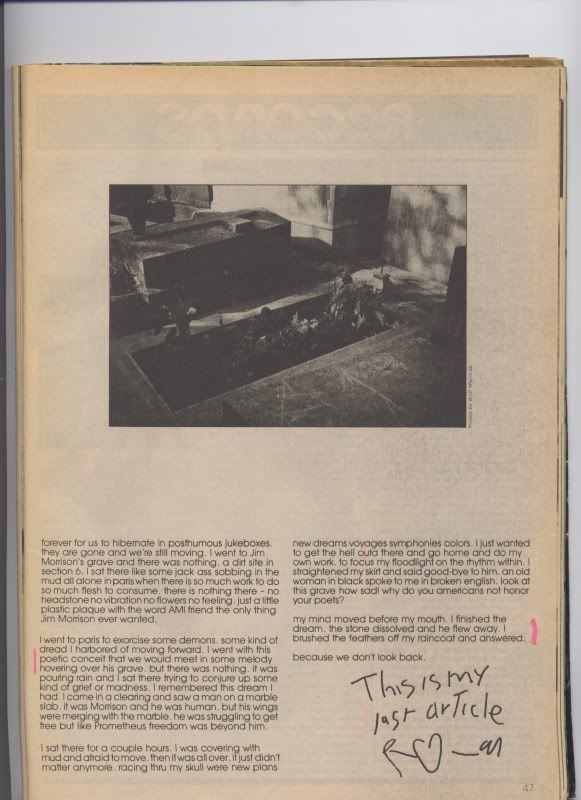 RECORDS
forever for us to hibernate in posthumous jukeboxes.
they are gone and we're still moving. I went to Jim
Morrison's grave and there was nothing. a dirt site in
section 6. I sat there like some jack ass sobbing in the
mud all alone in paris when there is so much work to do
so much flesh to consume. there is nothing there - no
headstone no vibration no flowers no feeling. just a little
plastic plaque with the word AMI friend the only thing
Jim Morrison ever wanted.
I went to paris to exorcise some demons. some kind of
dread I harbored of moving forward. I went with this
poetic conceit that we would meet in some melody
hovering over his grave. but there was nothing. it was
pouring rain and I sat there trying to conjure up some
kind of grief or madness. I remembered this dream I
had. I came in a clearing and saw a man on a marble
slab. it was Morrison and he was human. but his wings
were merging with the marble. he was struggling to get
free but like Prometheus freedom was beyond him.
I sat there for a couple hours. I was covering with
mud and afraid to move. then it was all over. it just didn't
matter anymore. racing thru my skull were new plans
new dreams voyages symphonies colors. I just wanted
to get the hell outa there and go home and do my
own work. to focus my floodlight on the rhythm within. I
straightened my skirt and said good-bye to him. an old
woman in black spoke to me in broken english. look at
this grave how sad! why do you americans not honor
your poets?
my mind moved before my mouth. I finished the
dream. the stone dissolved and he flew away. I
brushed the feathers off my raincoat and answered:
because we don't look back.
This is my
last article
47